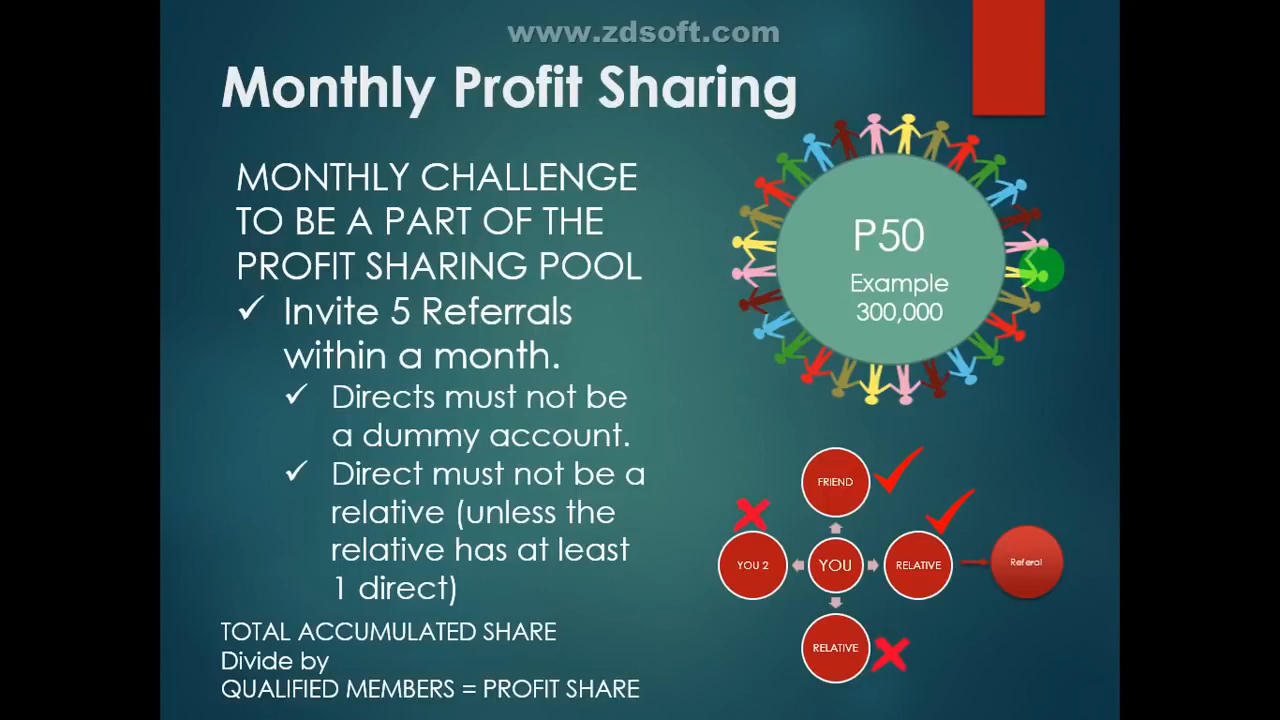 www.zdsoft.com
Monthly Profit Sharing
MONTHLY CHALLENGE
TO BE A PART OF THE
PROFIT SHARING POOL
✓ Invite 5 Referrals
within a month.
✓ Directs must not be
a dummy account.
✓ Direct must not be a
relative (unless the
relative has at least
1 direct)
TOTAL ACCUMULATED SHARE
Divide by
QUALIFIED MEMBERS = PROFIT SHARE
P50
Example
300,000
FRIEND
YOU 2
YOU
RELATIVE
Referal
RELATIVE